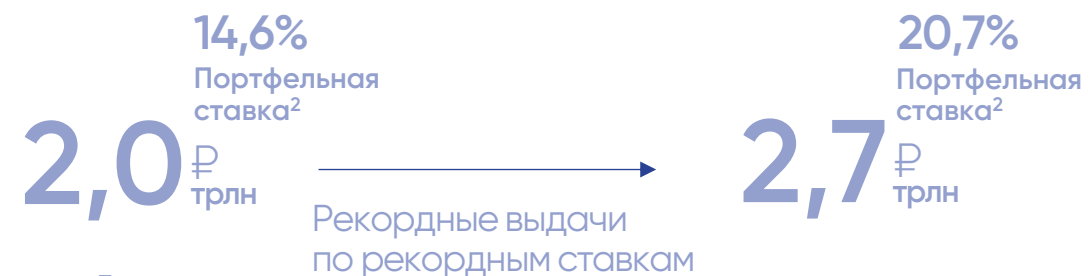 14,6%
Портфельная
ставка²
2,0 ₽
трлн
Рекордные выдачи
по рекордным ставкам
20,7%
Портфельная
ставка²
2,7 ₽
трлн